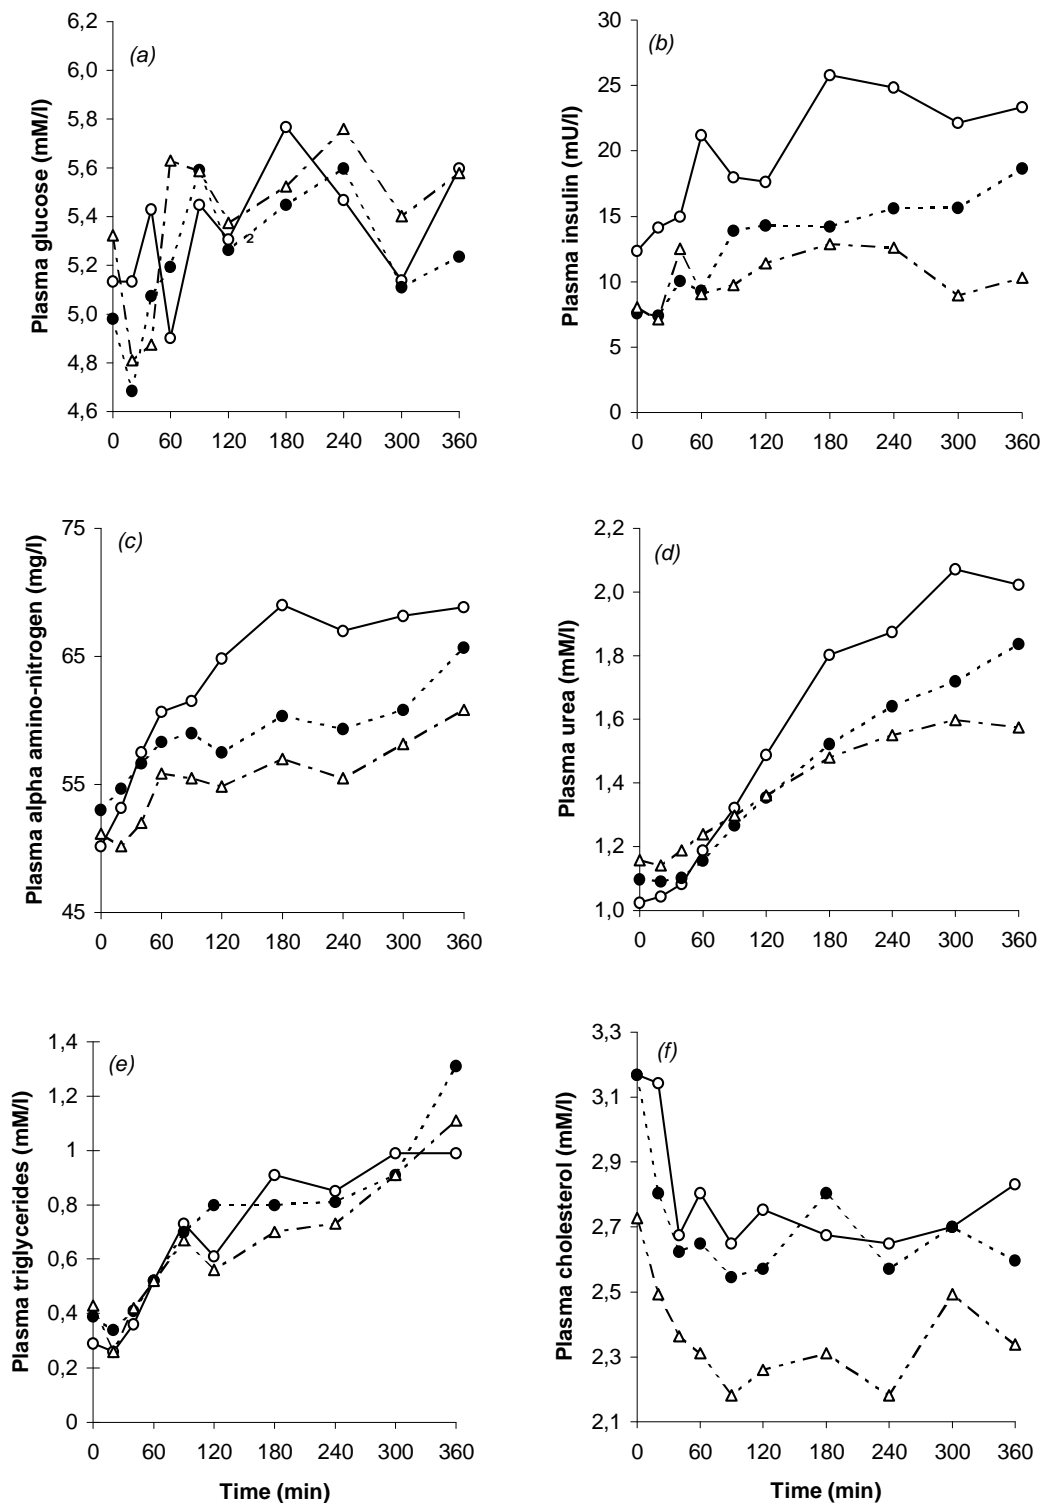 (a)
Plasma glucose (mM/l)
6,2
6,0
5,8
5,6
5,4
5,2
5,0
4,8
4,6
2
0 60 120 180 240 300 360
(b)
Plasma insulin (mU/l)
30
25
20
15
10
5
0
0 60 120 180 240 300 360
(c)
Plasma alpha amino-nitrogen (mg/l)
75
65
55
45
0 60 120 180 240 300 360
(d)
Plasma urea (mM/l)
2,2
2,0
1,8
1,6
1,4
1,2
1,0
0 60 120 180 240 300 360
(e)
Plasma triglycerides (mM/l)
1,4
1,2
1
0,8
0,6
0,4
0,2
0
0 60 120 180 240 300 360
Time (min)
(f)
Plasma cholesterol (mM/l)
3,3
3,1
2,9
2,7
2,5
2,3
2,1
0 60 120 180 240 300 360
Time (min)